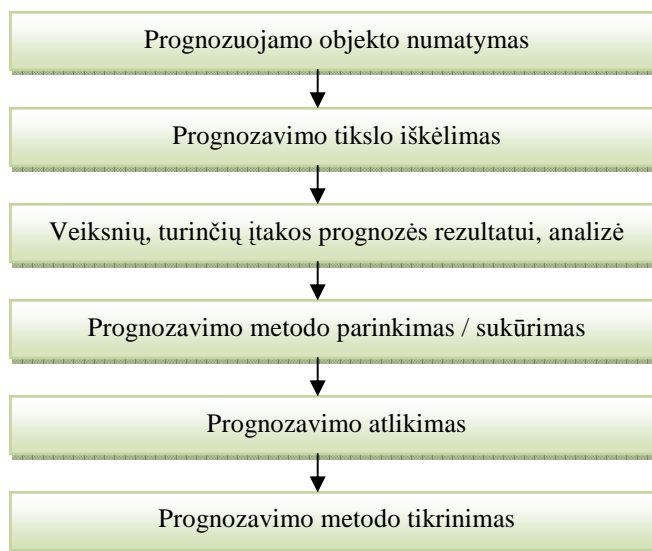 Prognozuojamo objekto numatymas
Prognozavimo tikslo iškėlimas
Veiksnių, turinčių įtakos prognozės rezultatui, analizė
Prognozavimo metodo parinkimas / sukūrimas
Prognozavimo atlikimas
Prognozavimo metodo tikrinimas